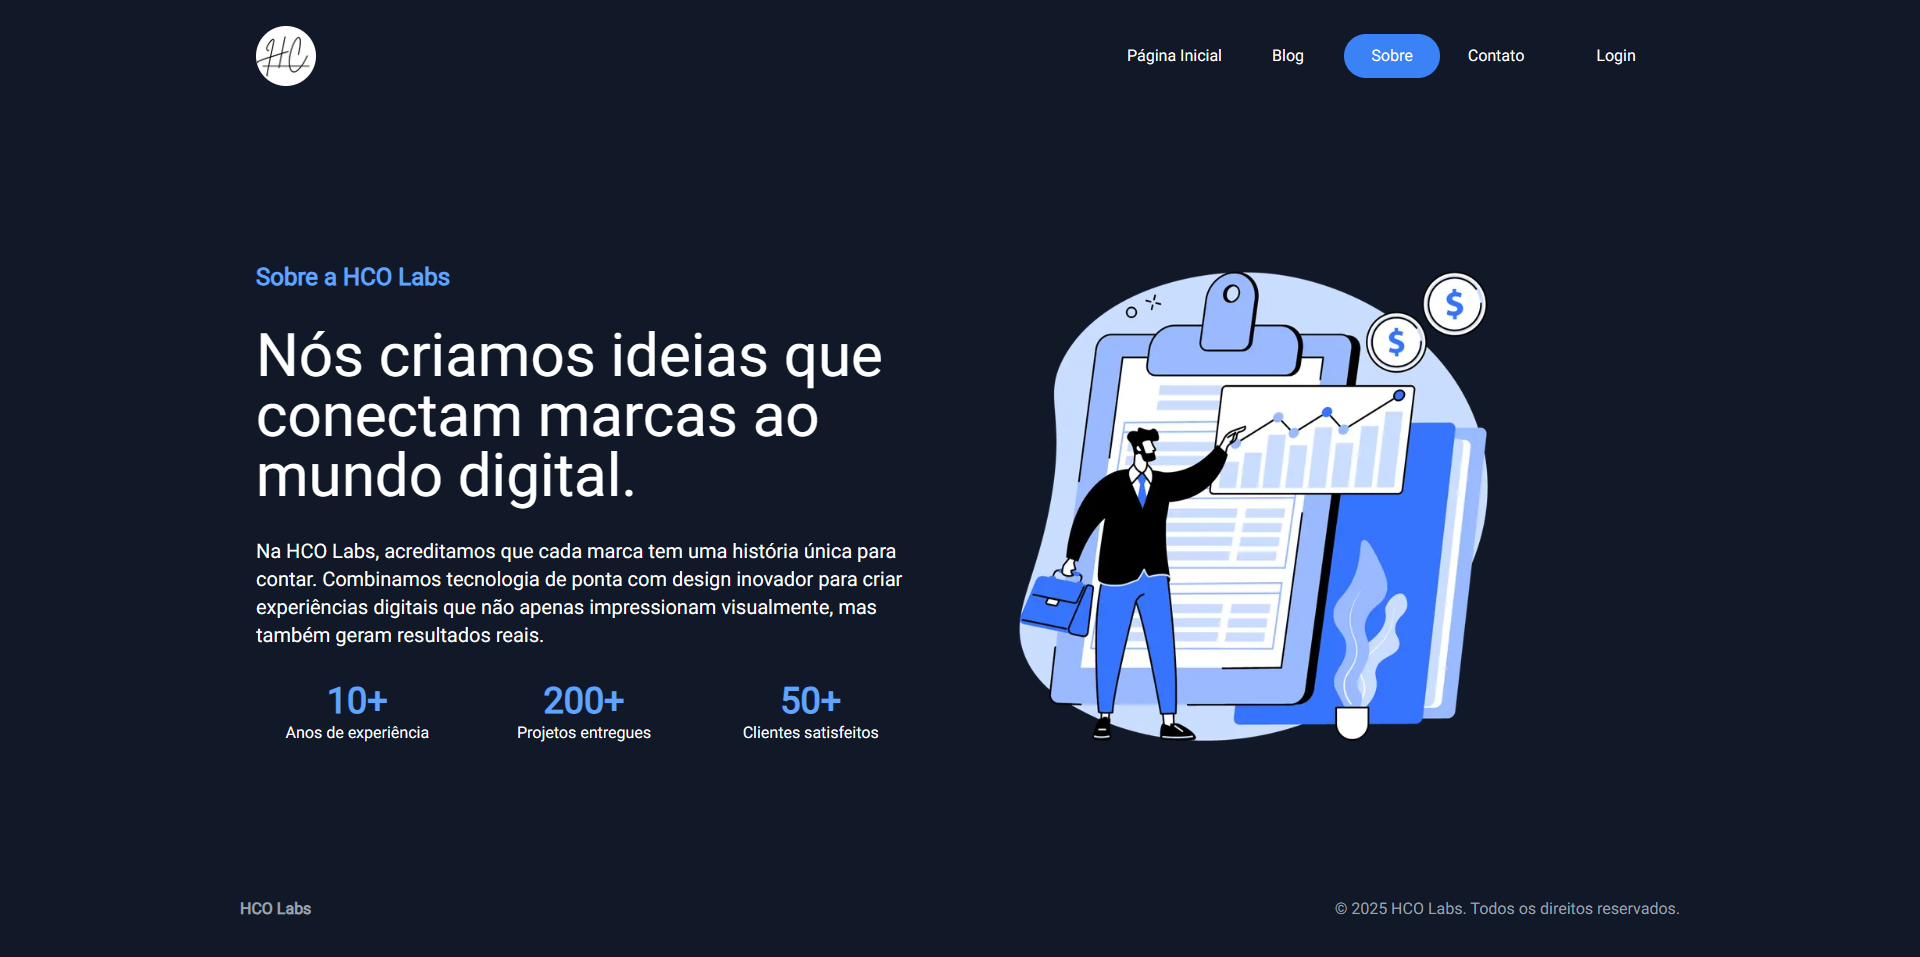 HC
Página Inicial Blog Sobre Contato Login
Sobre a HCO Labs
Nós criamos ideias que
conectam marcas ao
mundo digital.
Na HCO Labs, acreditamos que cada marca tem uma história única para
contar. Combinamos tecnologia de ponta com design inovador para criar
experiências digitais que não apenas impressionam visualmente, mas
também geram resultados reais.
10+ 200+ 50+
Anos de experiência Projetos entregues Clientes satisfeitos
$
$
HCO Labs © 2025 HCO Labs. Todos os direitos reservados.